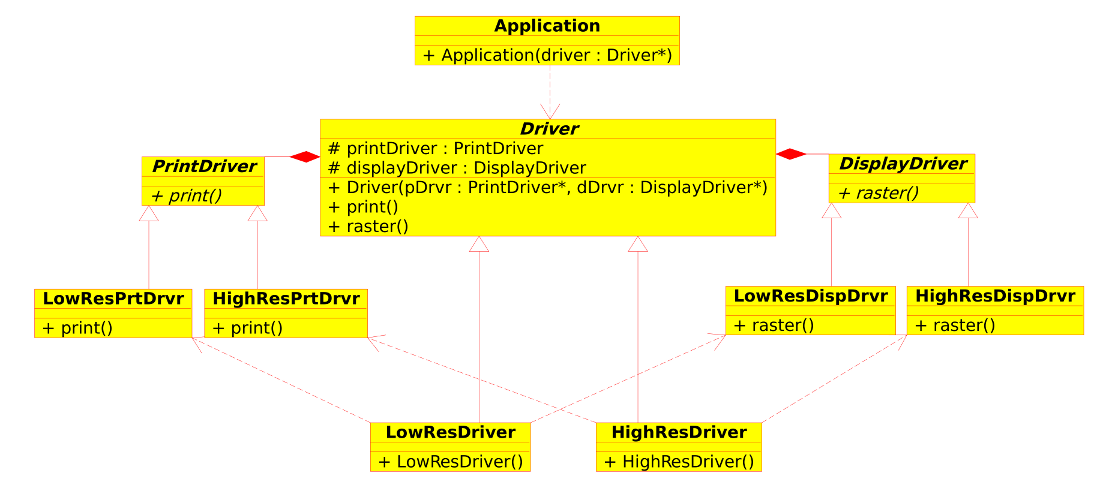 Application
+ Application(driver : Driver*)
Driver
# printDriver : PrintDriver
# displayDriver : DisplayDriver
+ Driver(pDrvr : PrintDriver*, dDrvr : DisplayDriver*)
+ print()
+ raster()
PrintDriver
+ print()
DisplayDriver
+ raster()
LowResPrtDrvr
+ print()
HighResPrtDrvr
+ print()
LowResDispDrvr
+ raster()
HighResDispDrvr
+ raster()
LowResDriver
+ LowResDriver()
HighResDriver
+ HighResDriver()